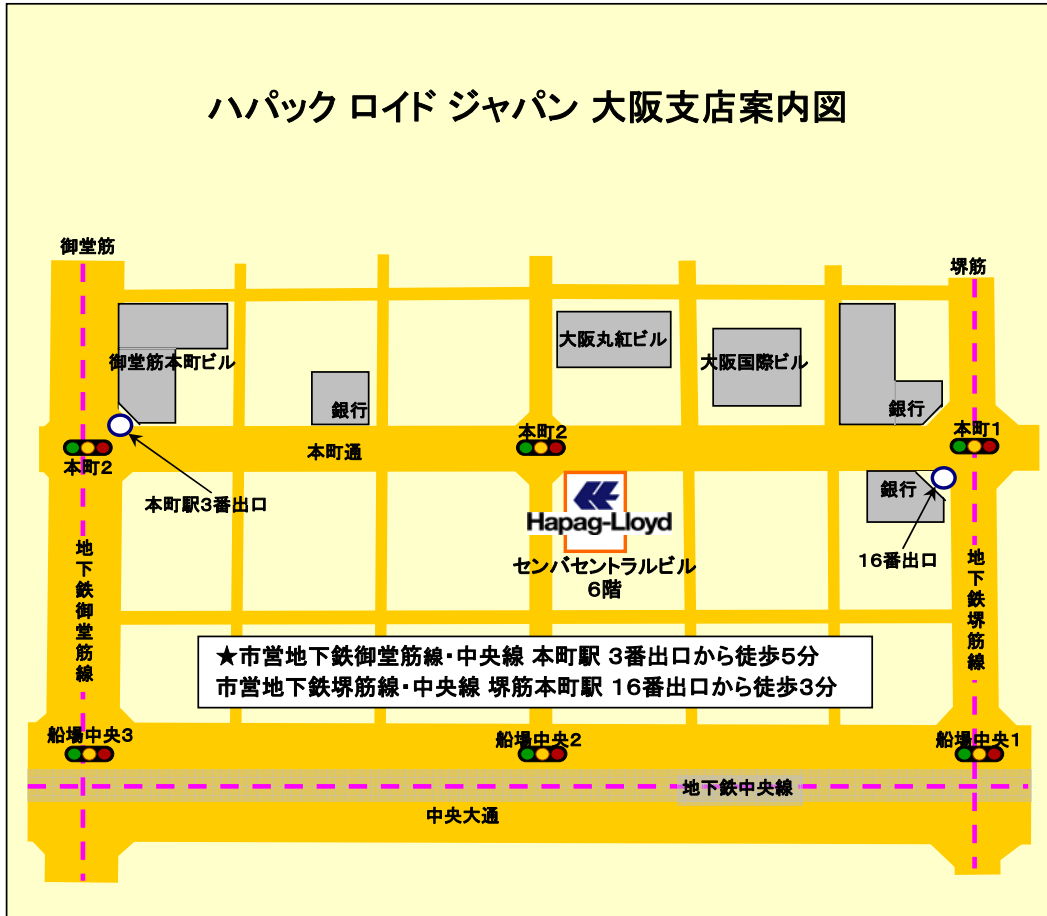 ハパック ロイド ジャパン 大阪支店案内図
御堂筋
堺筋
大阪丸紅ビル
御堂筋本町ビル
大阪国際ビル
銀行
銀行
本町2
本町1
本町通
本町2
本町駅3番出口
銀行
Hapag-Lloyd
16番出口
センバセントラルビル
6階
地下鉄御堂筋線
地下鉄堺筋線
★市営地下鉄御堂筋線・中央線 本町駅 3番出口から徒歩5分
市営地下鉄堺筋線・中央線 堺筋本町駅 16番出口から徒歩3分
船場中央3
船場中央2
船場中央1
地下鉄中央線
中央大通